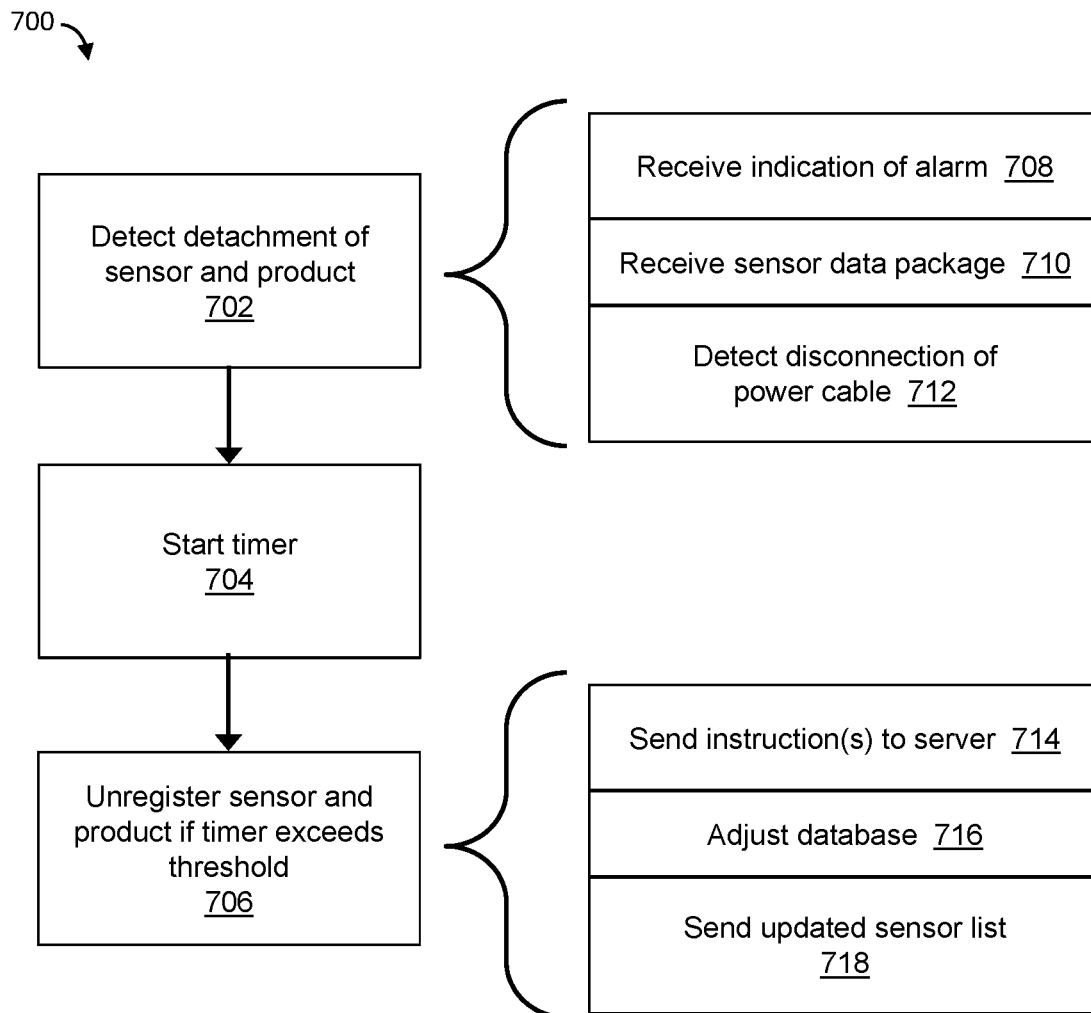 700
Detect detachment of
sensor and product
702
Receive indication of alarm 708
Receive sensor data package 710
Detect disconnection of
power cable 712
Start timer
704
Unregister sensor and
product if timer exceeds
threshold
706
Send instruction(s) to server 714
Adjust database 716
Send updated sensor list
718